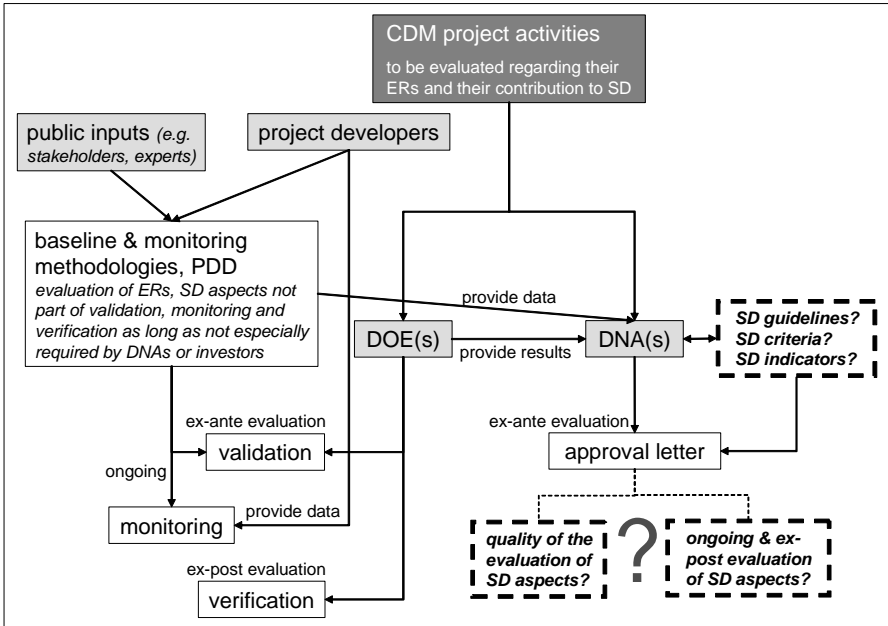 CDM project activities
to be evaluated regarding their
ERs and their contribution to SD
public inputs (e.g.
stakeholders, experts)
project developers
baseline & monitoring
methodologies, PDD
evaluation of ERs, SD aspects not
part of validation, monitoring and
verification as long as not especially
required by DNAs or investors
provide data
DOE(s)
provide results
DNA(s)
SD guidelines?
SD criteria?
SD indicators?
ex-ante evaluation
validation
ex-ante evaluation
approval letter
ongoing
monitoring
provide data
quality of the
evaluation of
SD aspects?
?
ongoing & ex-
post evaluation
of SD aspects?
ex-post evaluation
verification